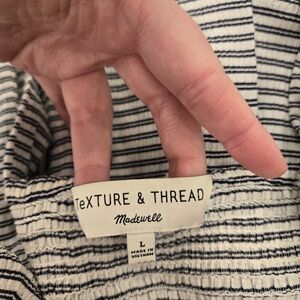 TeXTURE & THREAD
Madewell
L
MADE IN
VIETNAM